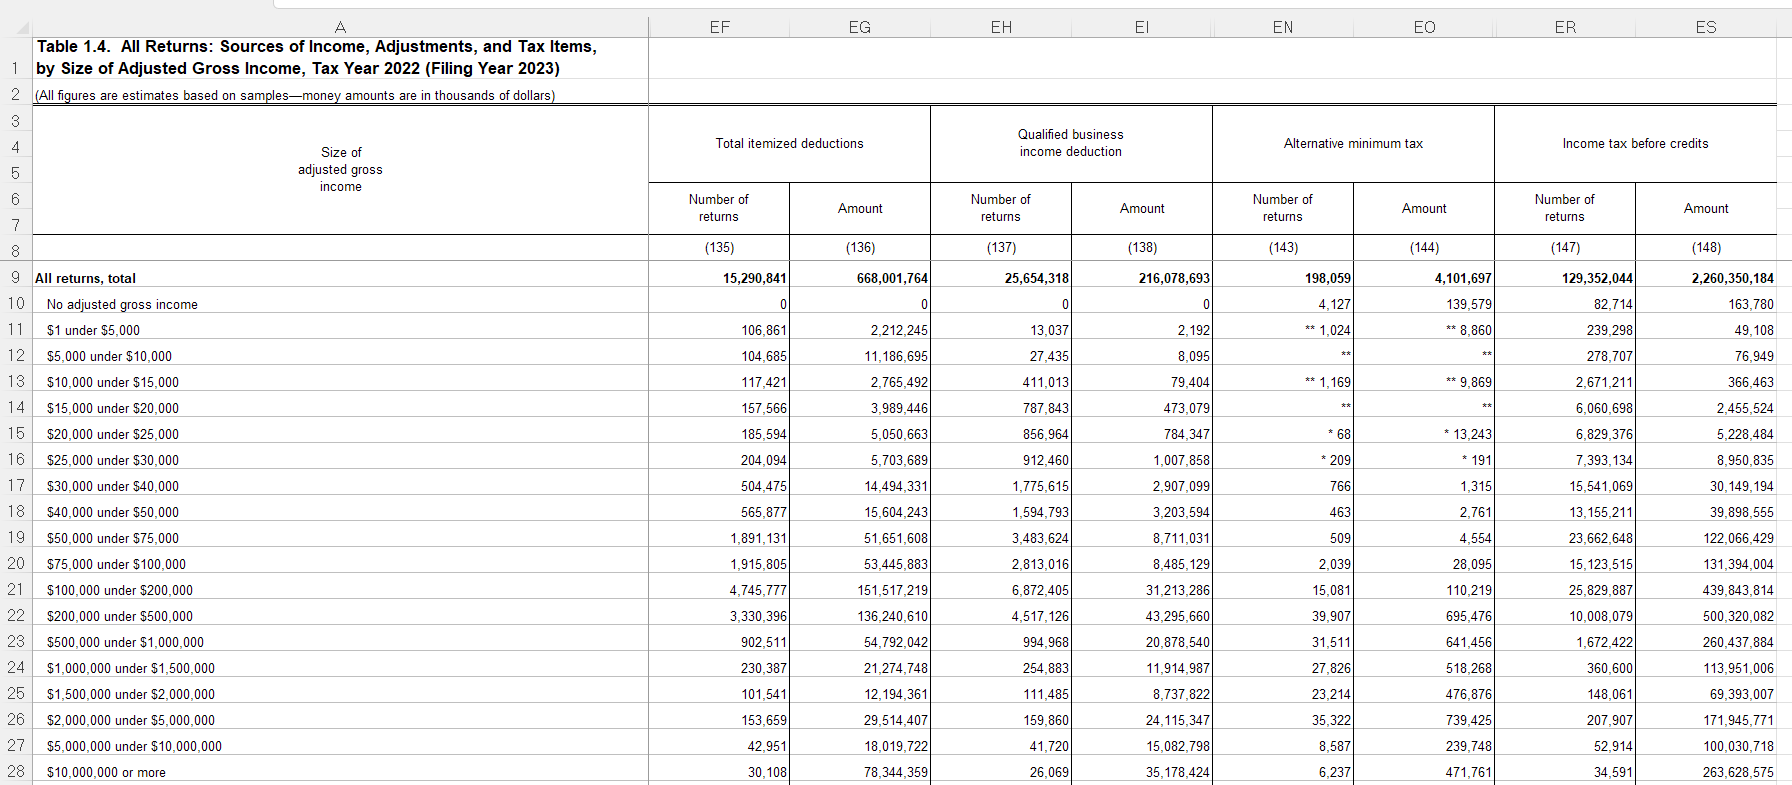 A EF EG EH EI EN EO ER ES
Table 1.4. All Returns: Sources of Income, Adjustments, and Tax Items,
1 by Size of Adjusted Gross Income, Tax Year 2022 (Filing Year 2023)
2 (All figures are estimates based on samples—money amounts are in thousands of dollars)
3
4
5
6
7
Size of
adjusted gross
income
Total itemized deductions
Qualified business
income deduction
Alternative minimum tax
Income tax before credits
Number of
returns
Amount
Number of
returns
Amount
Number of
returns
Amount
Number of
returns
Amount
8 (135) (136) (137) (138) (143) (144) (147) (148)
9 All returns, total 15,290,841 668,001,764 25,654,318 216,078,693 198,059 4,101,697 129,352,044 2,260,350,184
10 No adjusted gross income 0 0 0 0 4,127 139,579 82,714 163,780
11 $1 under $5,000 106,861 2,212,245 13,037 2,192 ** 1,024 ** 8,860 239,298 49,108
12 $5,000 under $10,000 104,685 11,186,695 27,435 8,095 ** ** 278,707 76,949
13 $10,000 under $15,000 117,421 2,765,492 411,013 79,404 ** 1,169 ** 9,869 2,671,211 366,463
14 $15,000 under $20,000 157,566 3,989,446 787,843 473,079 ** ** 6,060,698 2,455,524
15 $20,000 under $25,000 185,594 5,050,663 856,964 784,347 * 68 * 13,243 6,829,376 5,228,484
16 $25,000 under $30,000 204,094 5,703,689 912,460 1,007,858 * 209 * 191 7,393,134 8,950,835
17 $30,000 under $40,000 504,475 14,494,331 1,775,615 2,907,099 766 1,315 15,541,069 30,149,194
18 $40,000 under $50,000 565,877 15,604,243 1,594,793 3,203,594 463 2,761 13,155,211 39,898,555
19 $50,000 under $75,000 1,891,131 51,651,608 3,483,624 8,711,031 509 4,554 23,662,648 122,066,429
20 $75,000 under $100,000 1,915,805 53,445,883 2,813,016 8,485,129 2,039 28,095 15,123,515 131,394,004
21 $100,000 under $200,000 4,745,777 151,517,219 6,872,405 31,213,286 15,081 110,219 25,829,887 439,843,814
22 $200,000 under $500,000 3,330,396 136,240,610 4,517,126 43,295,660 39,907 695,476 10,008,079 500,320,082
23 $500,000 under $1,000,000 902,511 54,792,042 994,968 20,878,540 31,511 641,456 1,672,422 260,437,884
24 $1,000,000 under $1,500,000 230,387 21,274,748 254,883 11,914,987 27,826 518,268 360,600 113,951,006
25 $1,500,000 under $2,000,000 101,541 12,194,361 111,485 8,737,822 23,214 476,876 148,061 69,393,007
26 $2,000,000 under $5,000,000 153,659 29,514,407 159,860 24,115,347 35,322 739,425 207,907 171,945,771
27 $5,000,000 under $10,000,000 42,951 18,019,722 41,720 15,082,798 8,587 239,748 52,914 100,030,718
28 $10,000,000 or more 30,108 78,344,359 26,069 35,178,424 6,237 471,761 34,591 263,628,575